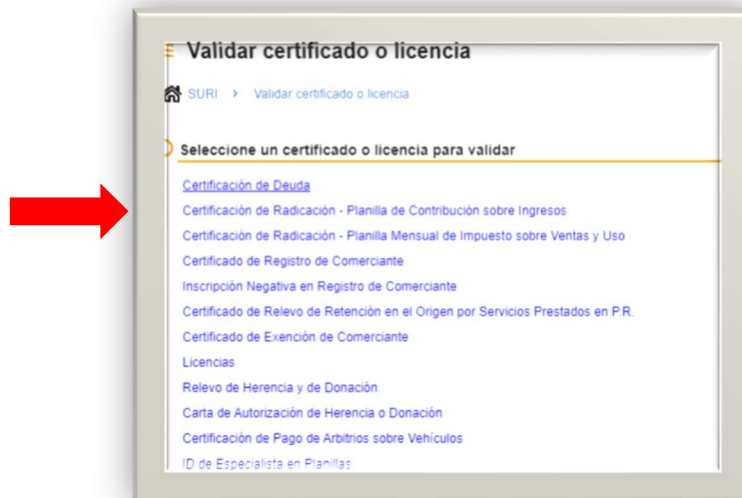 Validar certificado o licencia
SURI > Validar certificado o licencia
Seleccione un certificado o licencia para validar
Certificación de Deuda
Certificación de Radicación - Planilla de Contribución sobre Ingresos
Certificación de Radicación - Planilla Mensual de Impuesto sobre Ventas y Uso
Certificado de Registro de Comerciante
Inscripción Negativa en Registro de Comerciante
Certificado de Relevo de Retención en el Origen por Servicios Prestados en P.R.
Certificado de Exención de Comerciante
Licencias
Relevo de Herencia y de Donación
Carta de Autorización de Herencia o Donación
Certificación de Pago de Arbitrios sobre Vehículos
ID de Especialista en Planillas